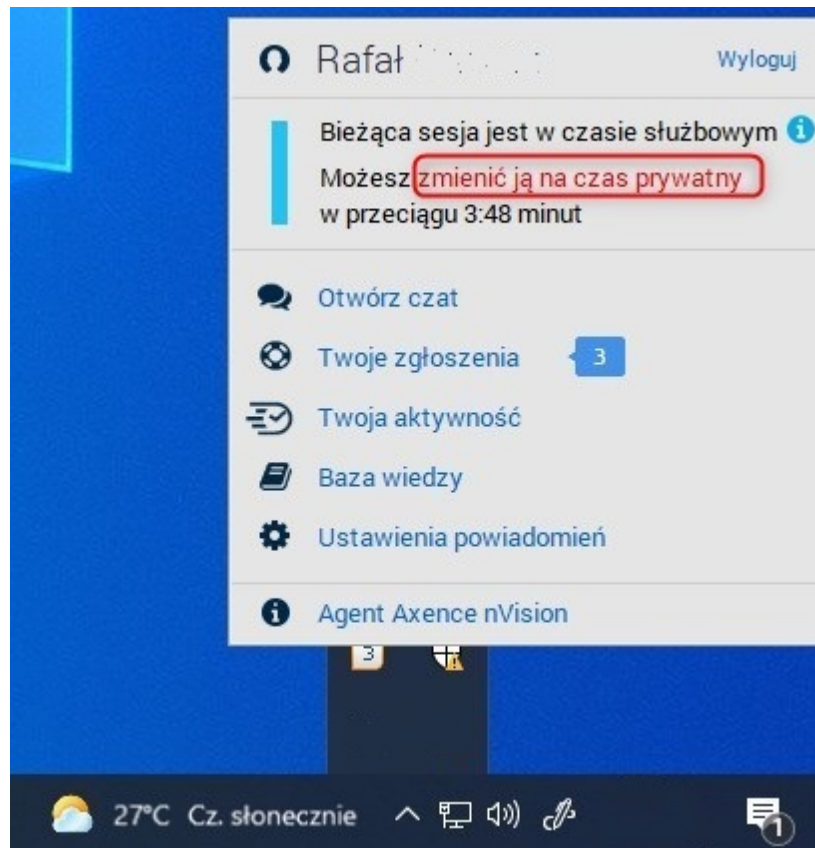 Rafał
Wyloguj
Bieżąca sesja jest w czasie służbowym
Możesz zmienić ją na czas prywatny
w przeciągu 3:48 minut
Otwórz czat
Twoje zgłoszenia 3
Twoja aktywność
Baza wiedzy
Ustawienia powiadomień
Agent Axence nVision
3
27°C Cz. słonecznie
1